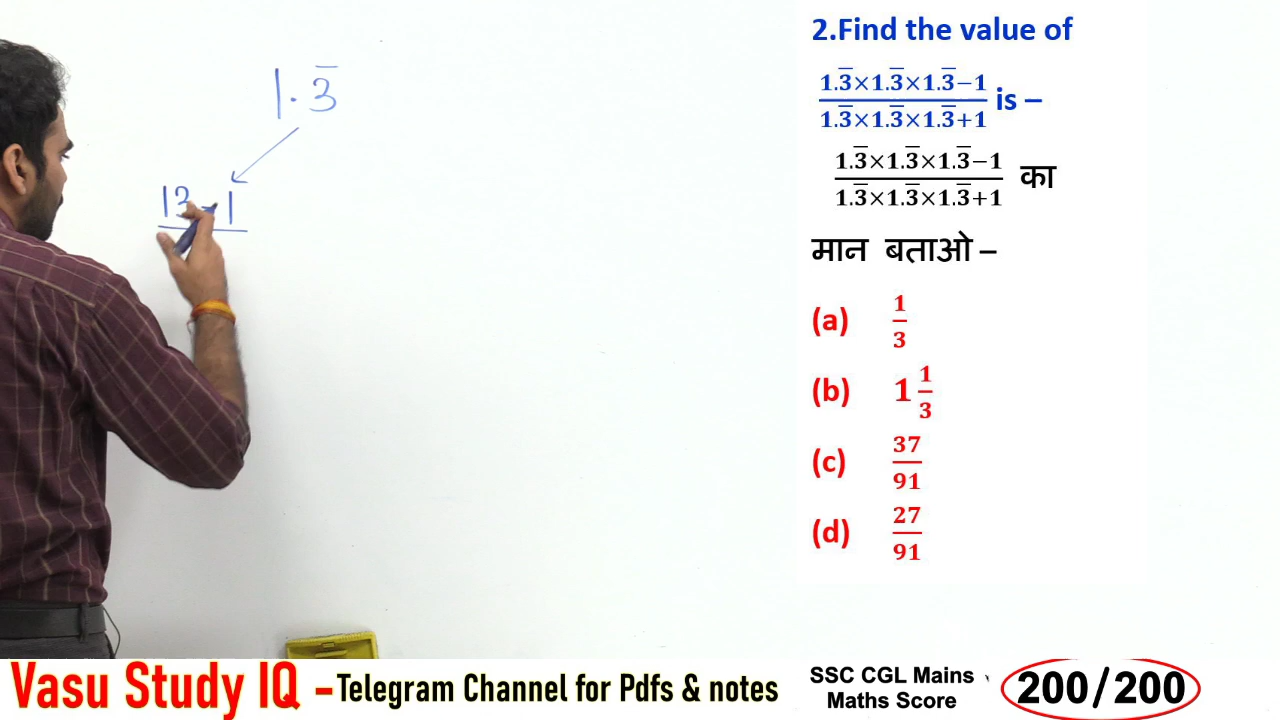 1.3̅
13-1
2.Find the value of
1.3̅×1.3̅×1.3̅−1
1.3̅×1.3̅×1.3̅+1 is –
1.3̅×1.3̅×1.3̅−1
1.3̅×1.3̅×1.3̅+1 का
मान बताओ –
(a) 1/3
(b) 1 1/3
(c) 37/91
(d) 27/91
Vasu Study IQ – Telegram Channel for Pdfs & notes
SSC CGL Mains
Maths Score
200/200